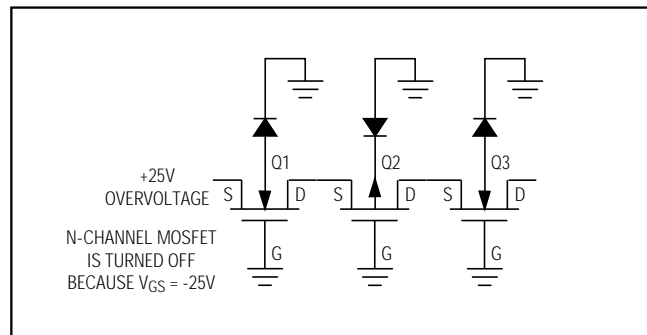 Q1
Q2
Q3
+25V
OVERVOLTAGE
S
D
S
D
S
D
N-CHANNEL MOSFET
IS TURNED OFF
BECAUSE VGS = -25V
G
G
G